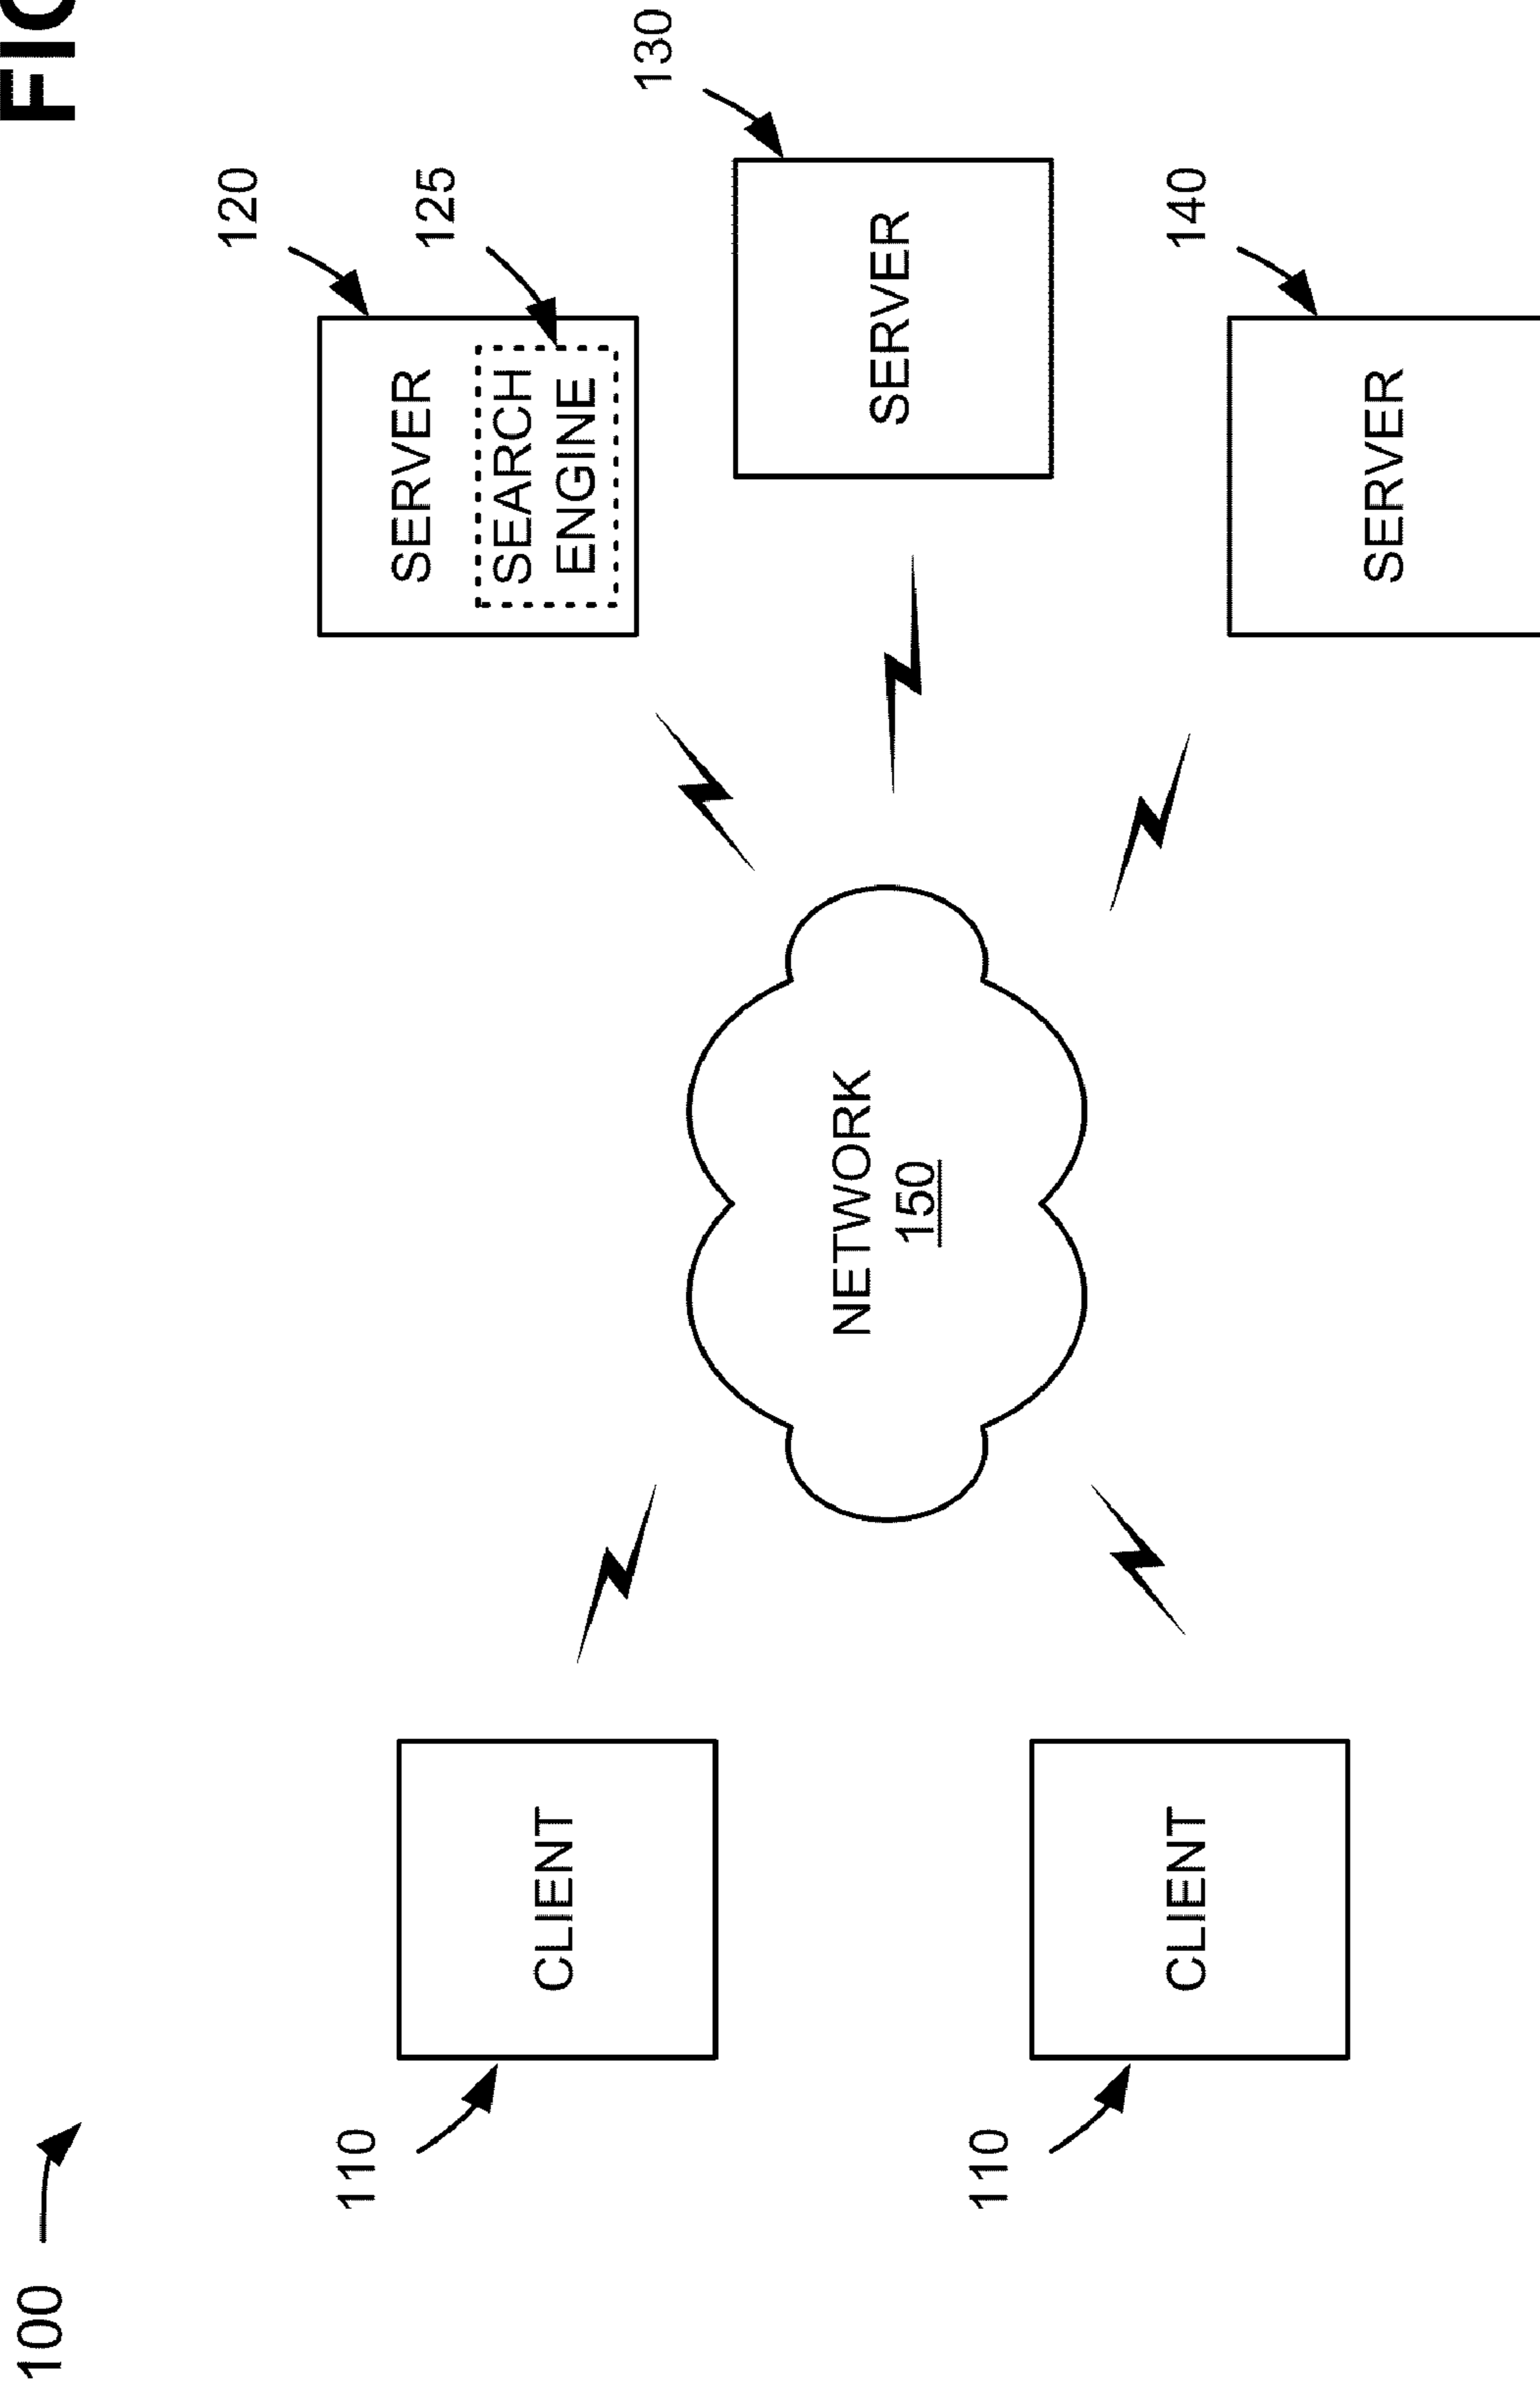 FIG
100
120
110
SERVER
125
SEARCH
ENGINE
CLIENT
130
NETWORK
SERVER
150
110
140
CLIENT
SERVER